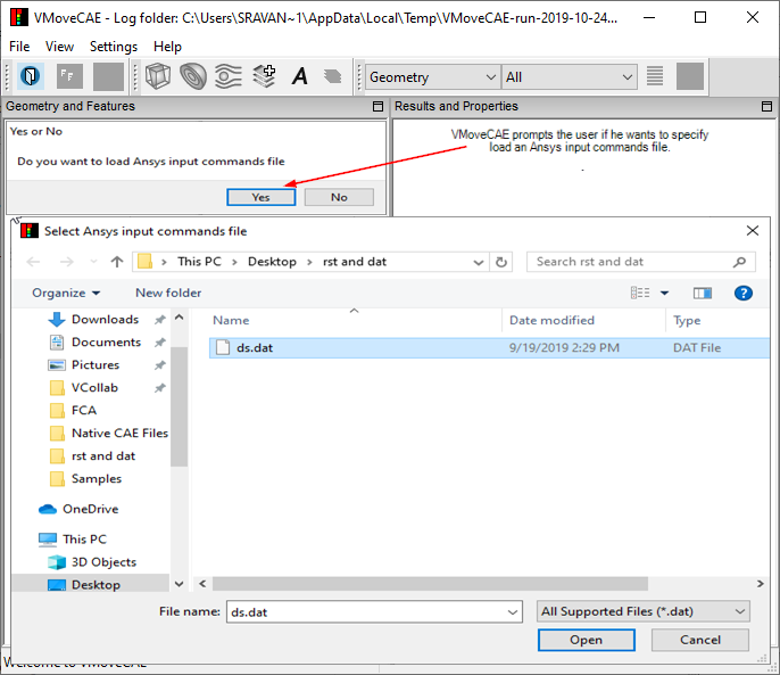 VMoveCAE - Log folder: C:\Users\SRAVAN~1\AppData\Local\Temp\VMoveCAE-run-2019-10-24...
File View Settings Help
FF A Geometry All
Geometry and Features
Results and Properties
Yes or No
Do you want to load Ansys input commands file
Yes No
VMoveCAE prompts the user if he wants to specify
load an Ansys input commands file.
.
Select Ansys input commands file
This PC > Desktop > rst and dat
Search rst and dat
Organize New folder
Name Date modified Type
Downloads
Documents
Pictures
VCollab
FCA
Native CAE Files
rst and dat
Samples
OneDrive
This PC
3D Objects
Desktop
ds.dat 9/19/2019 2:29 PM DAT File
File name: ds.dat All Supported Files (*.dat)
Open Cancel
Welcome to VMoveCAE